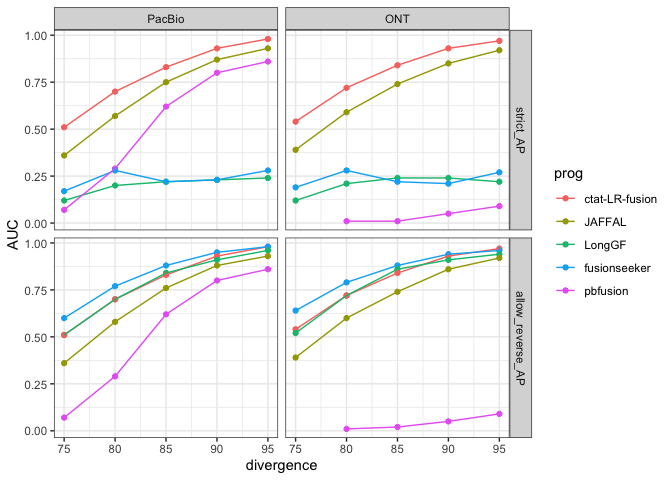 PacBio
ONT
1.00
0.75
0.50
0.25
0.00
strict_AP
1.00
0.75
0.50
0.25
0.00
allow_reverse_AP
AUC
75
80
85
90
95
75
80
85
90
95
divergence
prog
ctat-LR-fusion
JAFFAL
LongGF
fusionseeker
pbfusion